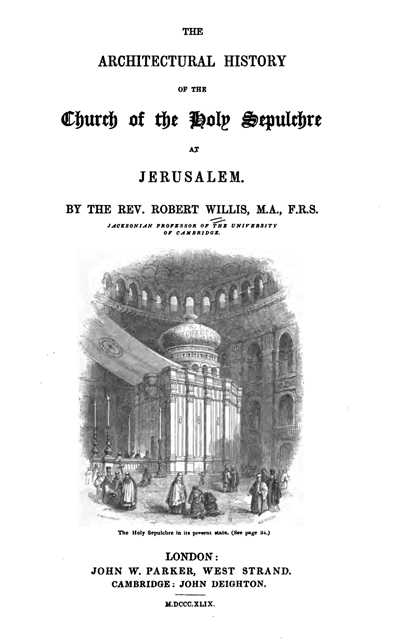 THE
ARCHITECTURAL HISTORY
OF THE
Church of the Holy Sepulchre
AT
JERUSALEM.
BY THE REV. ROBERT WILLIS, M.A., F.R.S.
JACKSONIAN PROFESSOR OF THE UNIVERSITY
OF CAMBRIDGE.
The Holy Sepulchre in its present state. (See page 34.)
LONDON:
JOHN W. PARKER, WEST STRAND.
CAMBRIDGE: JOHN DEIGHTON.
M.DCCC.XLIX.